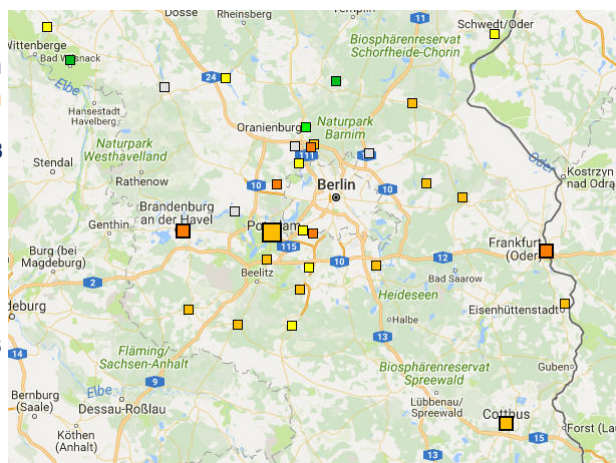 Dosse
Rheinsberg
Templin
11
Schwedt/Oder
Wittenberge
Bad Wilsnack
Biosphärenreservat
Schorfheide-Chorin
Elbe
24
Hansestadt
Havelberg
Oranienburg
Naturpark
Barnim
Naturpark
Westhavelland
111
Oder
Stendal
Rathenow
10
Berlin
10
Kostrzyn
nad Odrą
Brandenburg
an der Havel
Genthin
115
Frankfurt
(Oder)
Burg (bei
Magdeburg)
2
Beelitz
10
12
Bad Saarow
Heideseen
Eisenhüttenstadt
deburg
Halbe
13
14
Fläming/
Sachsen-Anhalt
Biosphärenreservat
Spreewald
Guben
9
Bernburg
(Saale)
Elbe
Dessau-Roßlau
Lübbenau/
Spreewald
Cottbus
Köthen
(Anhalt)
13
15
Forst (Lau